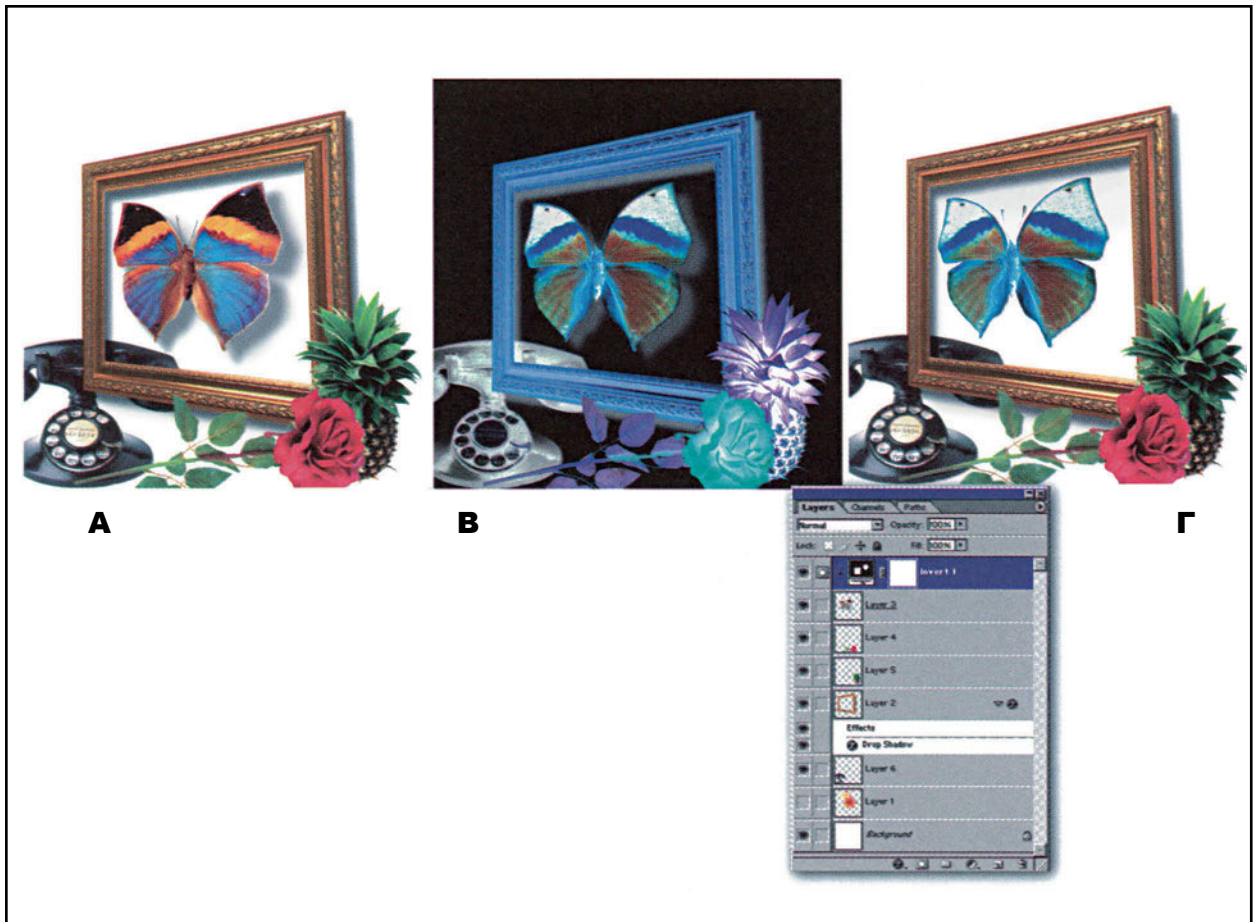 А
В
Г
Layers Channels Paths
Normal Opacity: 100%
Lock: Fill: 100%
Invert 1
Layer 3
Layer 4
Layer 5
Layer 2
Effects
Drop Shadow
Layer 6
Layer 1
Background